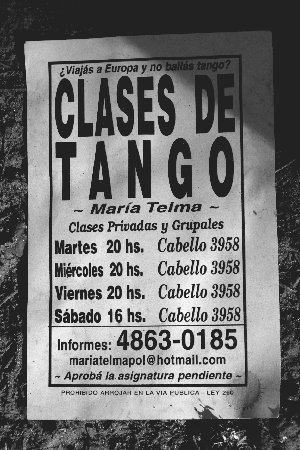 ¿Viajás a Europa y no bailás tango?
CLASES DE
TANGO
~ María Telma ~
Clases Privadas y Grupales
Martes 20 hs. Cabello 3958
Miércoles 20 hs. Cabello 3958
Viernes 20 hs. Cabello 3958
Sábado 16 hs. Cabello 3958
Informes: 4863-0185
mariatelmapol@hotmail.com
~ Aprobá la asignatura pendiente ~
PROHIBIDO ARROJAR EN LA VIA PUBLICA - LEY 260